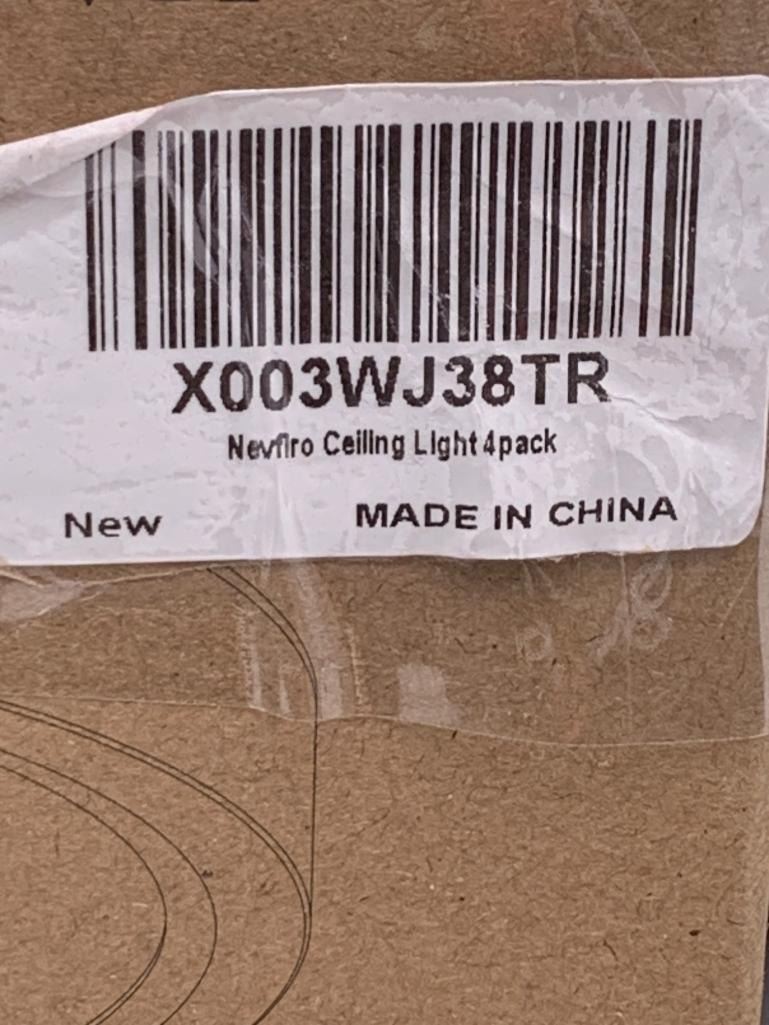 X003WJ38TR
Nevfiro Ceiling Light 4pack
New
MADE IN CHINA